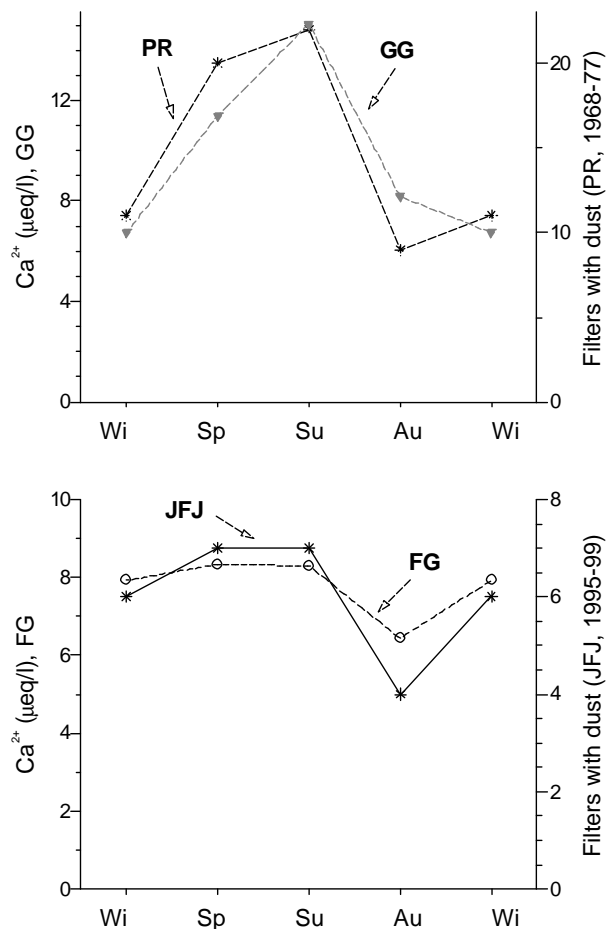 PR
GG
Ca²⁺ (μeq/l), GG
12
8
4
0
Filters with dust (PR, 1968-77)
20
10
0
Wi Sp Su Au Wi
JFJ
FG
Ca²⁺ (μeq/l), FG
10
8
6
4
2
0
Filters with dust (JFJ, 1995-99)
8
6
4
2
0
Wi Sp Su Au Wi